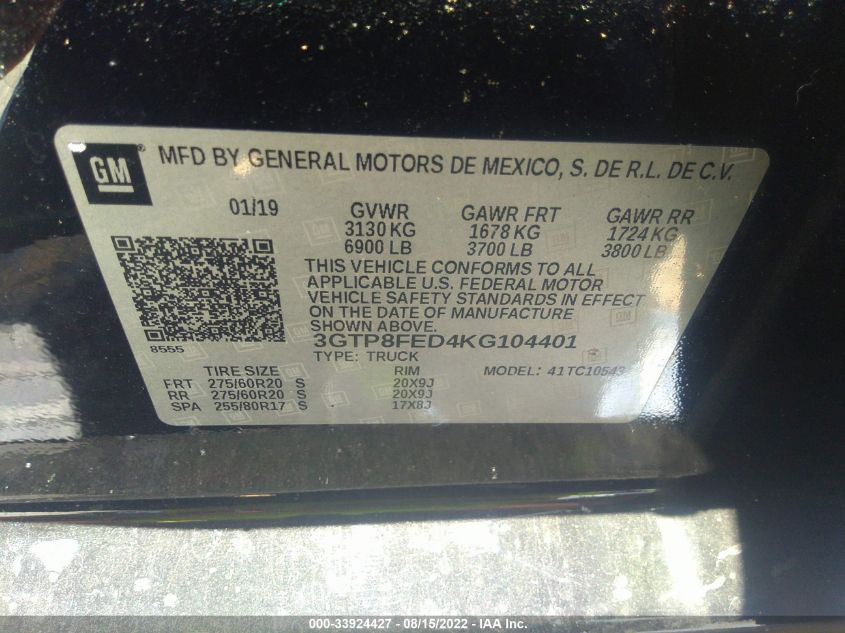 GM
MFD BY GENERAL MOTORS DE MEXICO, S. DE R.L. DE C.V.
01/19 GVWR GAWR FRT GAWR RR
3130 KG 1678 KG 1724 KG
6900 LB 3700 LB 3800 LB
THIS VEHICLE CONFORMS TO ALL
APPLICABLE U.S. FEDERAL MOTOR
VEHICLE SAFETY STANDARDS IN EFFECT
ON THE DATE OF MANUFACTURE
SHOWN ABOVE.
3GTP8FED4KG104401
8555
TYPE: TRUCK MODEL: 41TC10543
TIRE SIZE RIM
FRT 275/60R20 S 20X9J
RR 275/60R20 S 20X9J
SPA 255/80R17 S 17X8J
000-33924427 - 08/15/2022 - IAA Inc.